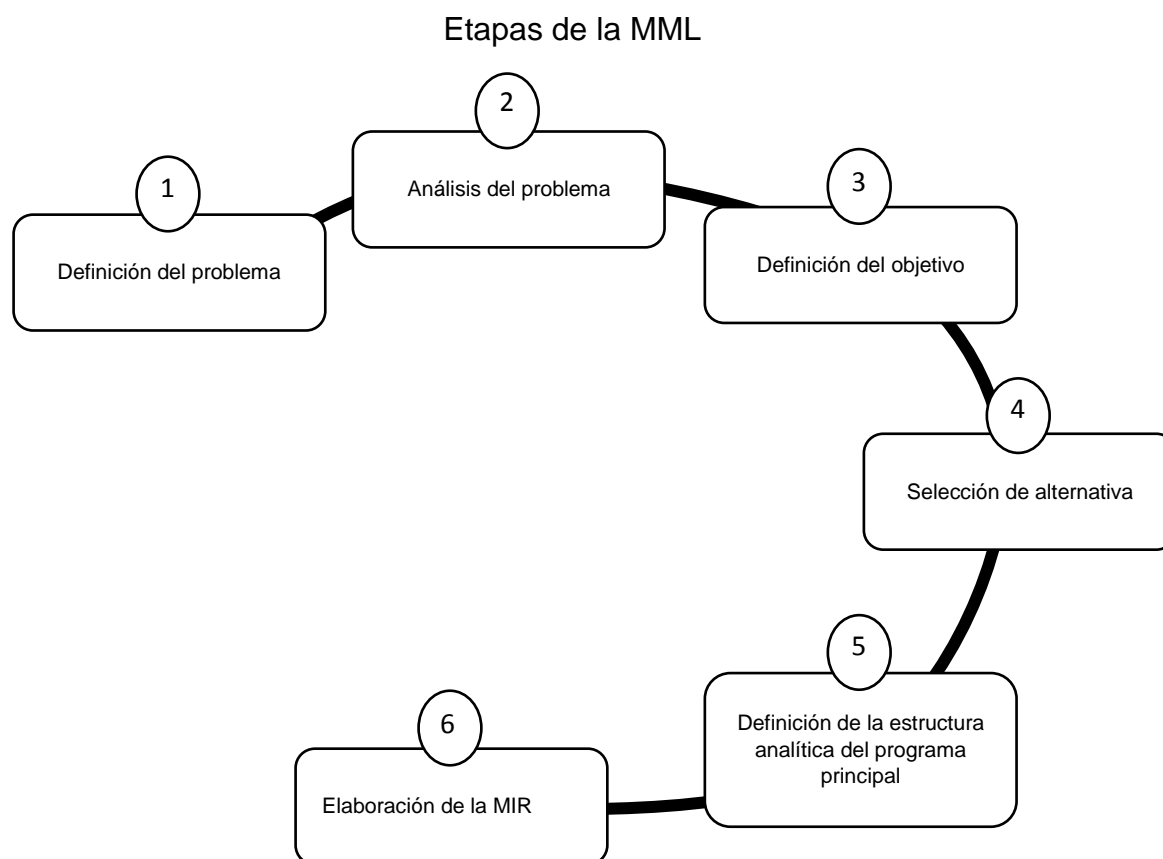 Etapas de la MML
1
Definición del problema
2
Análisis del problema
3
Definición del objetivo
4
Selección de alternativa
5
Definición de la estructura
analítica del programa
principal
6
Elaboración de la MIR